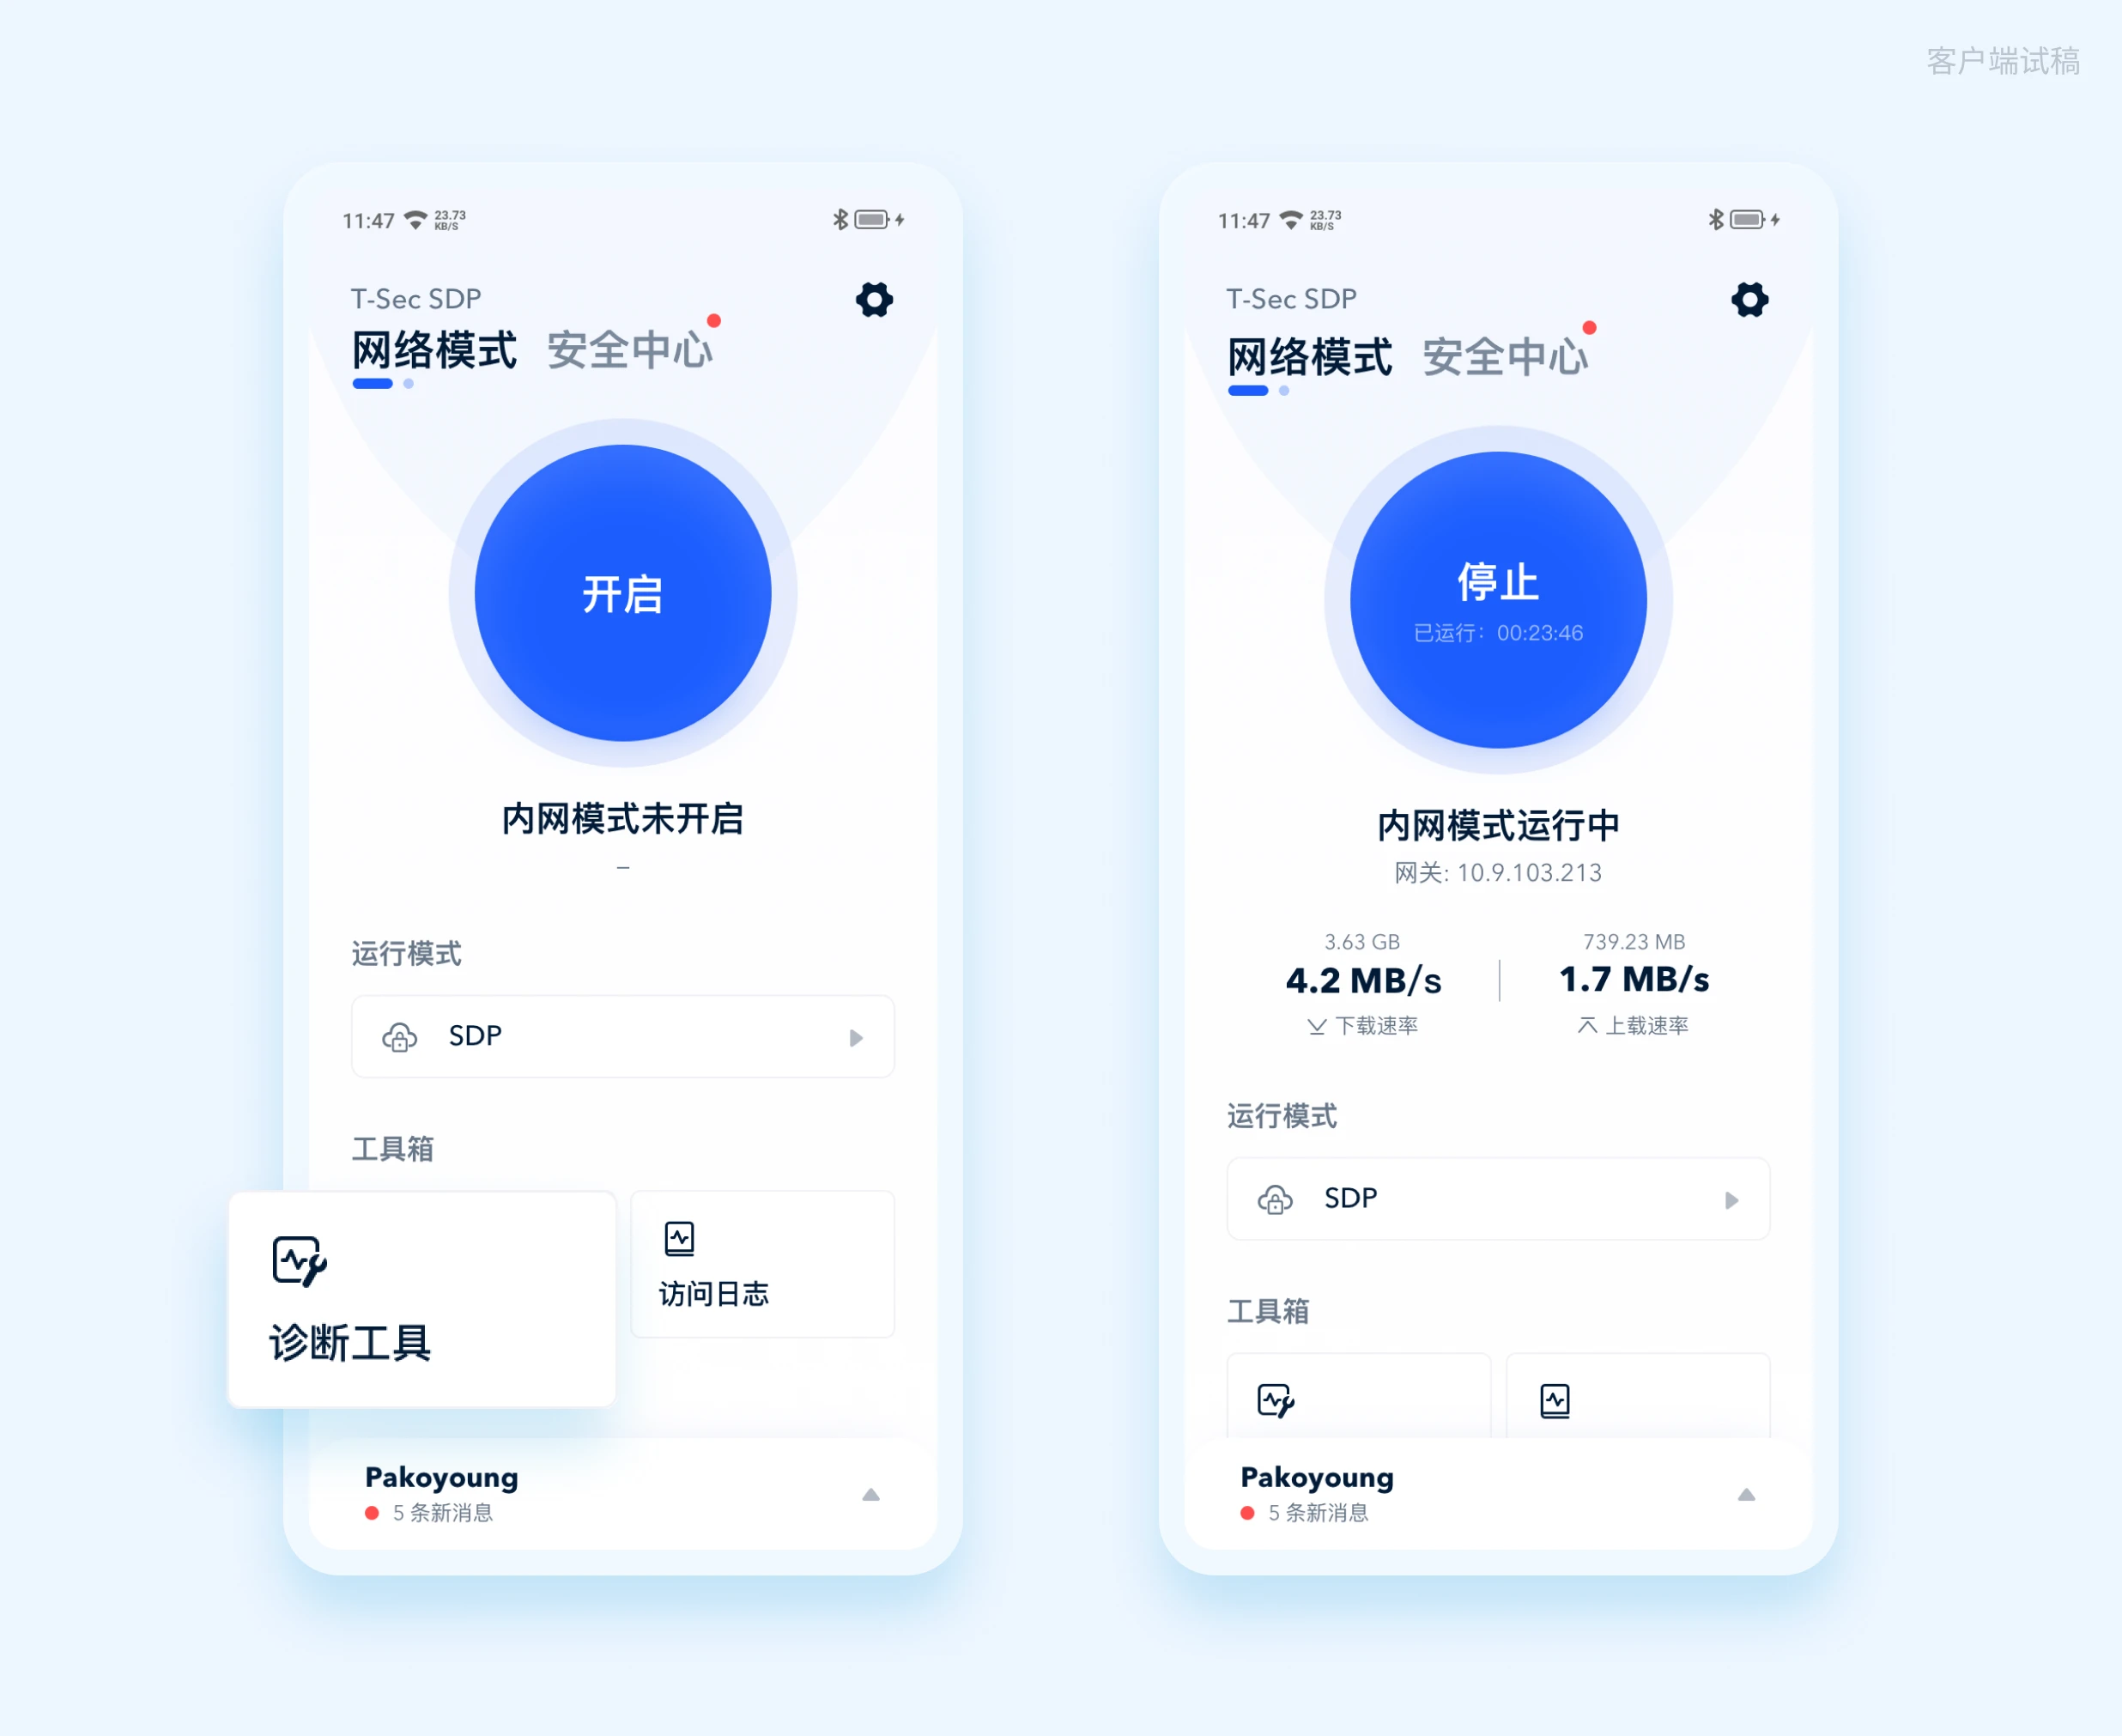 客户端试稿
11:47 23.73 KB/S
T-Sec SDP
网络模式 安全中心
开启
内网模式未开启
–
运行模式
SDP
工具箱
诊断工具
访问日志
Pakoyoung
5 条新消息
11:47 23.73 KB/S
T-Sec SDP
网络模式 安全中心
停止
已运行：00:23:46
内网模式运行中
网关: 10.9.103.213
3.63 GB
4.2 MB/s
下载速率
739.23 MB
1.7 MB/s
上载速率
运行模式
SDP
工具箱
Pakoyoung
5 条新消息